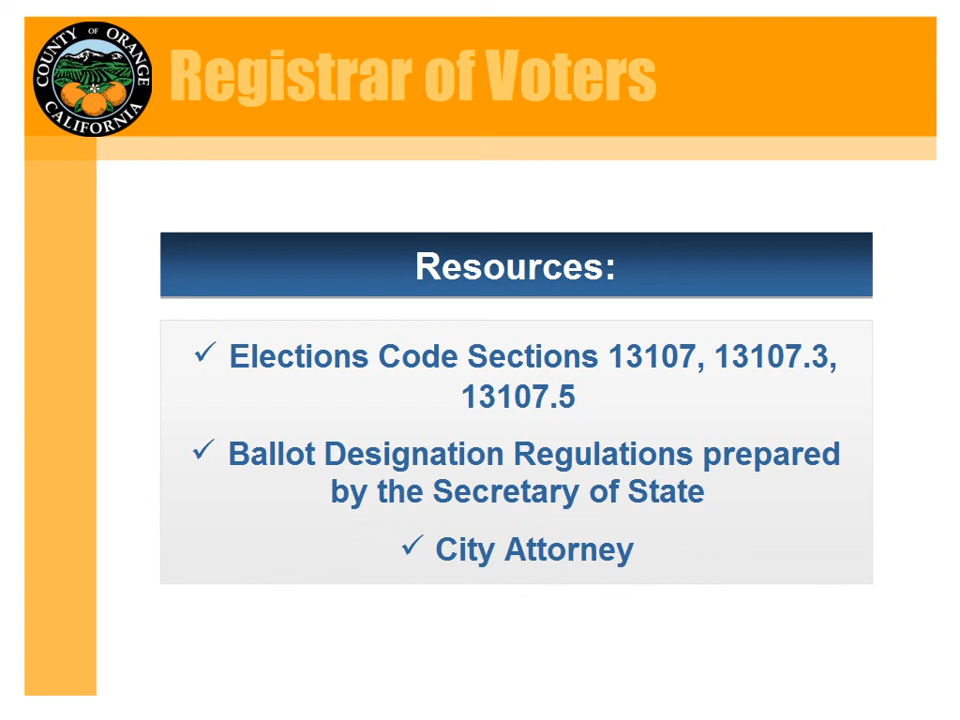 COUNTY OF ORANGE
CALIFORNIA
Registrar of Voters
Resources:
✓ Elections Code Sections 13107, 13107.3,
13107.5
✓ Ballot Designation Regulations prepared
by the Secretary of State
✓ City Attorney